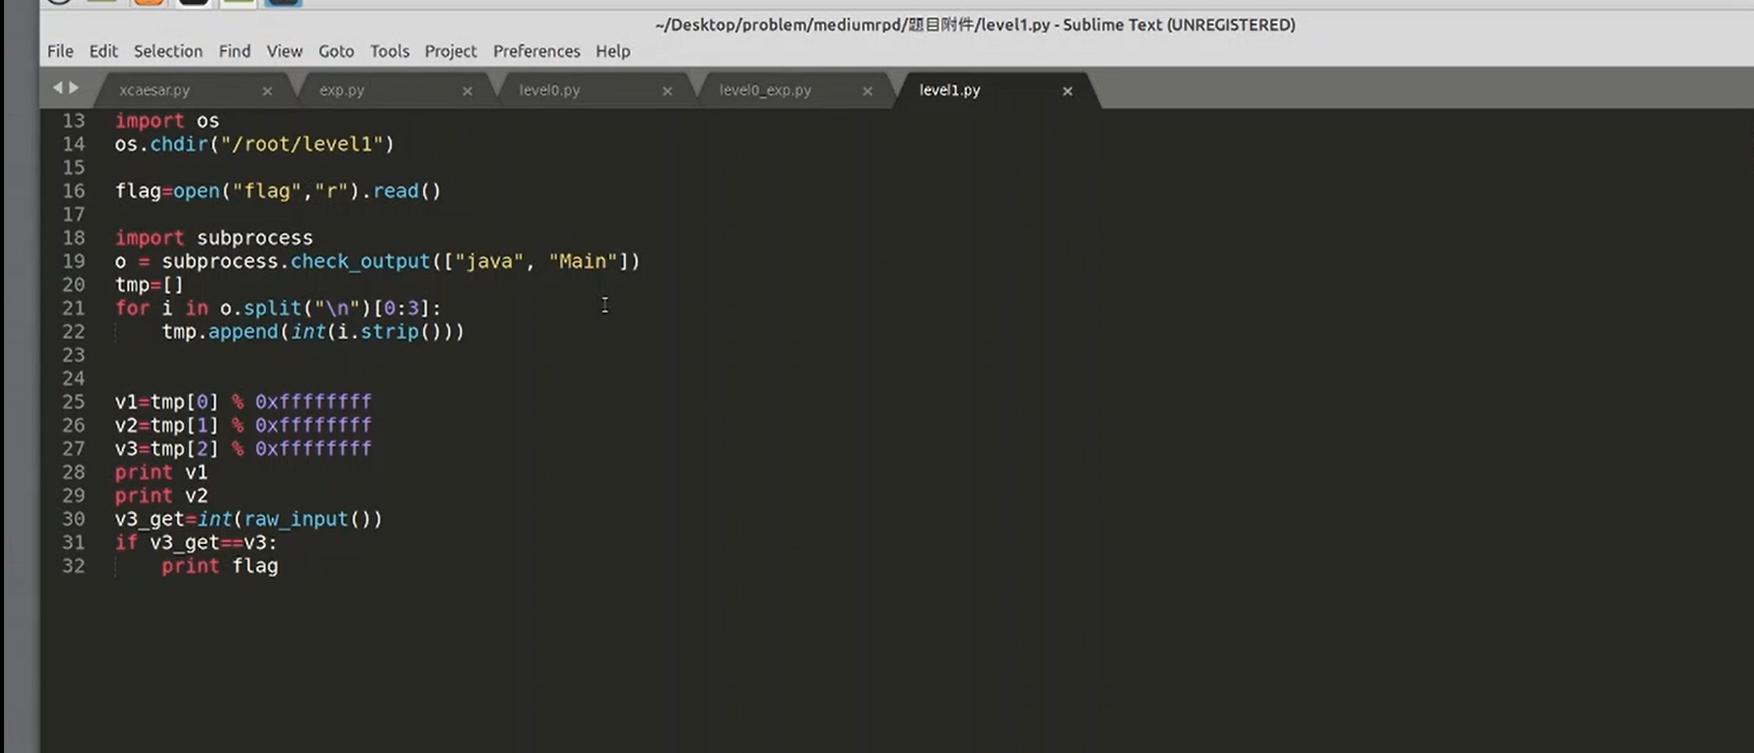 ~/Desktop/problem/mediumrpd/题目附件/level1.py - Sublime Text (UNREGISTERED)
File Edit Selection Find View Goto Tools Project Preferences Help
xcaesar.py × exp.py × level0.py × level0_exp.py × level1.py ×
13 import os
14 os.chdir("/root/level1")
15
16 flag=open("flag","r").read()
17
18 import subprocess
19 o = subprocess.check_output(["java", "Main"])
20 tmp=[]
21 for i in o.split("\n")[0:3]:
22     tmp.append(int(i.strip()))
23
24
25 v1=tmp[0] % 0xffffffff
26 v2=tmp[1] % 0xffffffff
27 v3=tmp[2] % 0xffffffff
28 print v1
29 print v2
30 v3_get=int(raw_input())
31 if v3_get==v3:
32     print flag